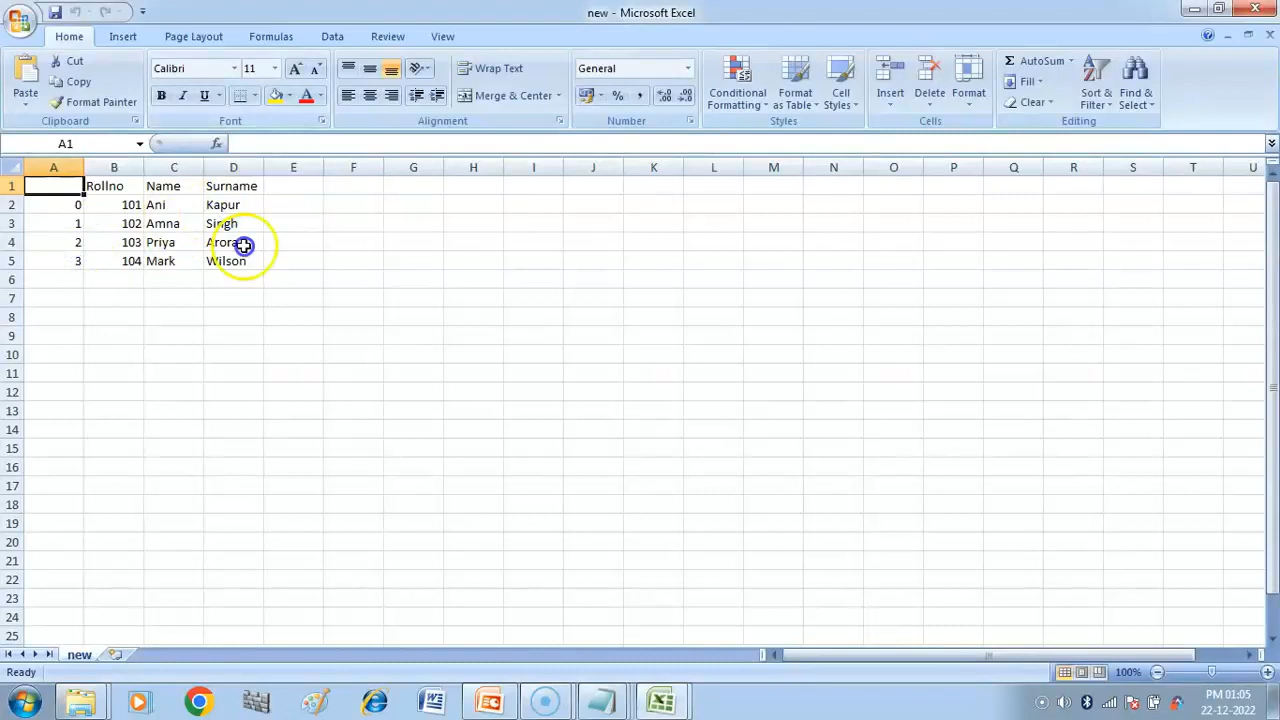 new - Microsoft Excel
Home Insert Page Layout Formulas Data Review View
Cut
Copy
Format Painter
Paste
Clipboard
Calibri 11
B I U
Font
Wrap Text
Merge & Center
Alignment
General
Number
Conditional Formatting
Format as Table
Cell Styles
Styles
Insert Delete Format
Cells
Σ AutoSum
Fill
Clear
Sort & Filter
Find & Select
Editing
A1 fx
A B C D E F G H I J K L M N O P Q R S T U
1 Rollno Name Surname
2 0 101 Ani Kapur
3 1 102 Amna Singh
4 2 103 Priya Arora
5 3 104 Mark Wilson
6
7
8
9
10
11
12
13
14
15
16
17
18
19
20
21
22
23
24
25
new
Ready 100%
PM 01:05
22-12-2022